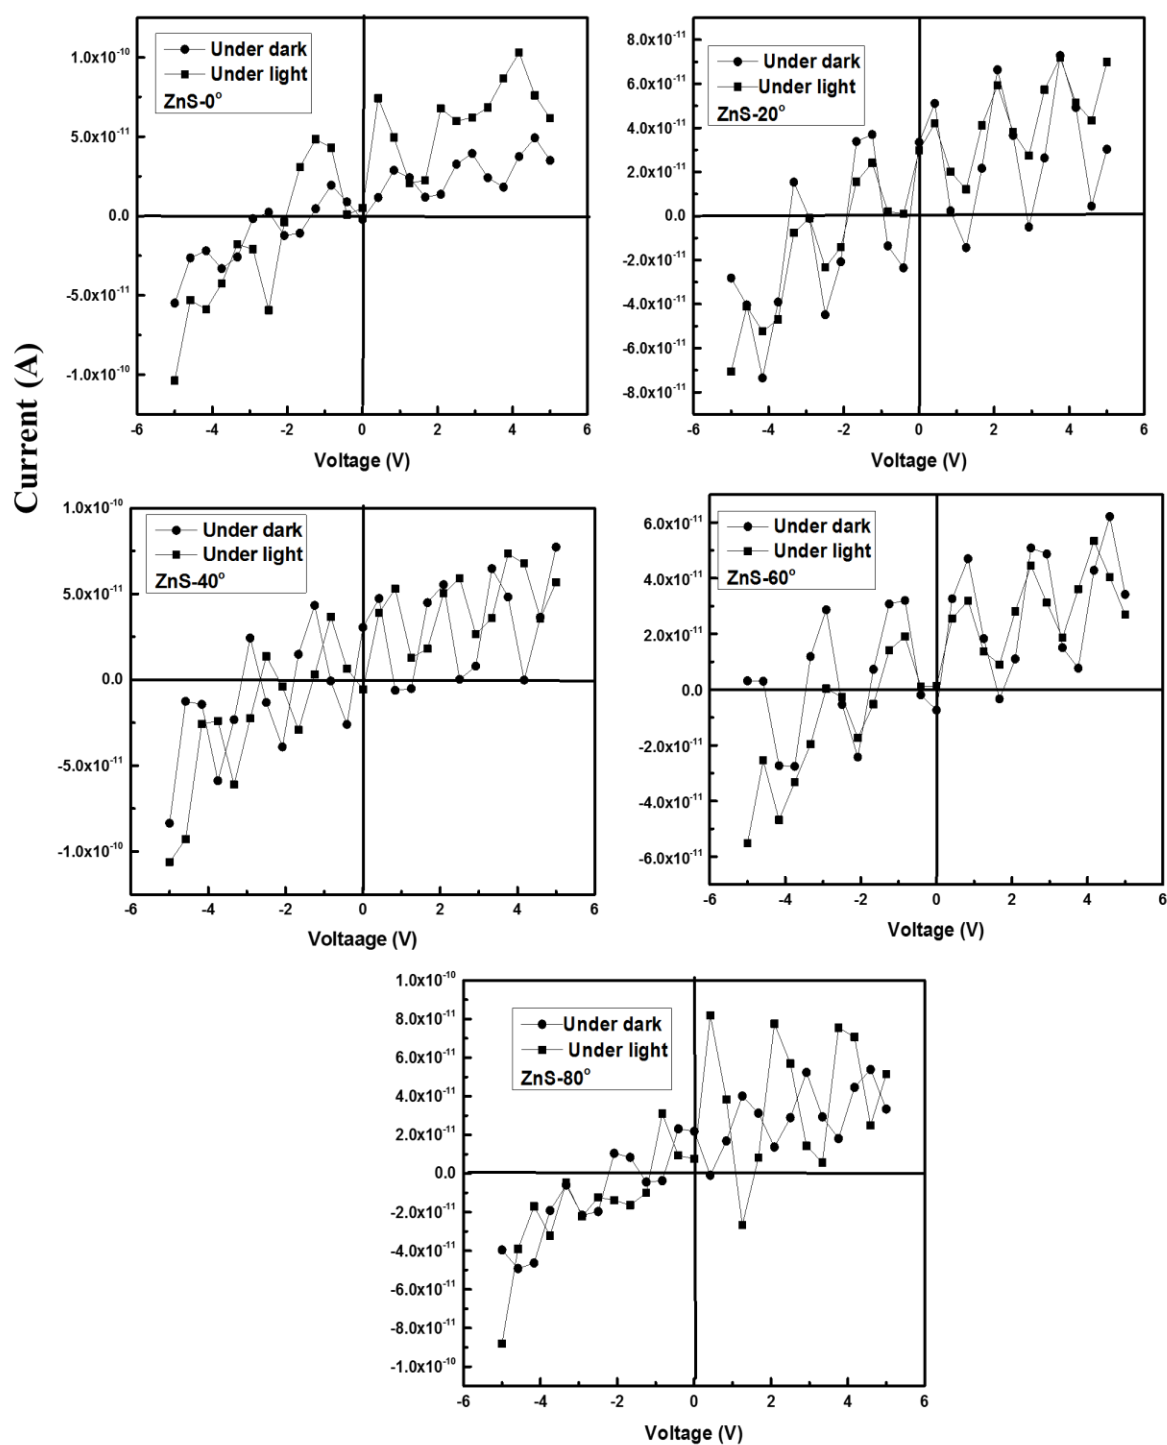 Current (A)
Under dark
Under light
ZnS-0°
1.0x10⁻¹⁰
5.0x10⁻¹¹
0.0
-5.0x10⁻¹¹
-1.0x10⁻¹⁰
-6 -4 -2 0 2 4 6
Voltage (V)
Under dark
Under light
ZnS-20°
8.0x10⁻¹¹
6.0x10⁻¹¹
4.0x10⁻¹¹
2.0x10⁻¹¹
0.0
-2.0x10⁻¹¹
-4.0x10⁻¹¹
-6.0x10⁻¹¹
-8.0x10⁻¹¹
-6 -4 -2 0 2 4 6
Voltage (V)
Under dark
Under light
ZnS-40°
1.0x10⁻¹⁰
5.0x10⁻¹¹
0.0
-5.0x10⁻¹¹
-1.0x10⁻¹⁰
-6 -4 -2 0 2 4 6
Voltaage (V)
Under dark
Under light
ZnS-60°
6.0x10⁻¹¹
4.0x10⁻¹¹
2.0x10⁻¹¹
0.0
-2.0x10⁻¹¹
-4.0x10⁻¹¹
-6.0x10⁻¹¹
-6 -4 -2 0 2 4 6
Voltage (V)
Under dark
Under light
ZnS-80°
1.0x10⁻¹⁰
8.0x10⁻¹¹
6.0x10⁻¹¹
4.0x10⁻¹¹
2.0x10⁻¹¹
0.0
-2.0x10⁻¹¹
-4.0x10⁻¹¹
-6.0x10⁻¹¹
-8.0x10⁻¹¹
-1.0x10⁻¹⁰
-6 -4 -2 0 2 4 6
Voltage (V)